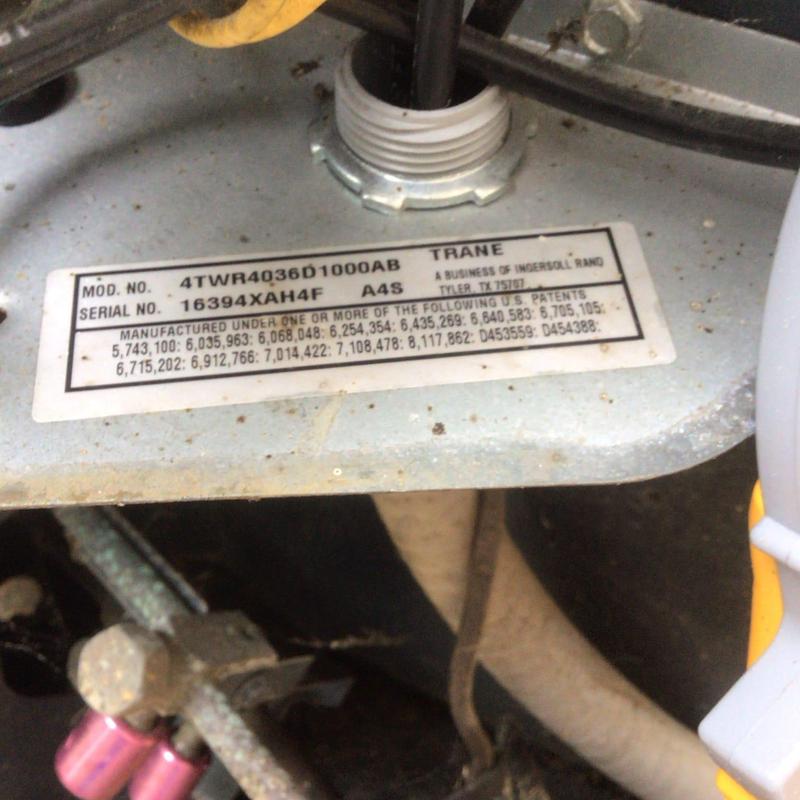 MOD. NO. 4TWR4036D1000AB TRANE
A BUSINESS OF INGERSOLL RAND
SERIAL NO. 16394XAH4F A4S TYLER, TX 75707
MANUFACTURED UNDER ONE OR MORE OF THE FOLLOWING U.S. PATENTS
5,743,100: 6,035,963: 6,068,048: 6,254,354: 6,435,269: 6,640,583: 6,705,105:
6,715,202: 6,912,766: 7,014,422: 7,108,478: 8,117,862: D453559: D454388: